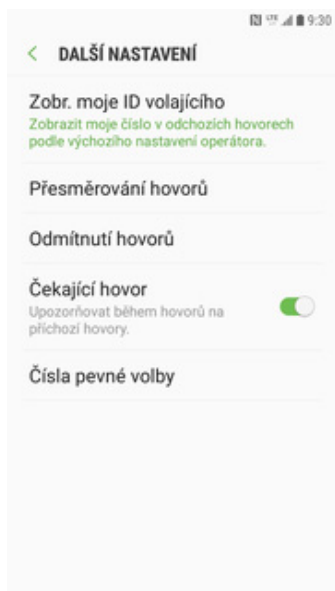 LTE 9:30
DALŠÍ NASTAVENÍ
Zobr. moje ID volajícího
Zobrazit moje číslo v odchozích hovorech
podle výchozího nastavení operátora.
Přesměrování hovorů
Odmítnutí hovorů
Čekající hovor
Upozorňovat během hovorů na
příchozí hovory.
Čísla pevné volby